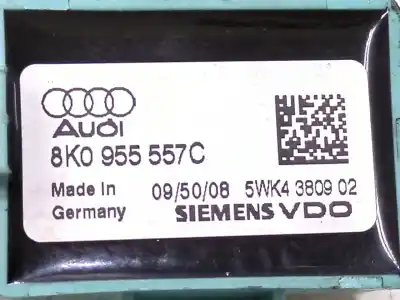 Audi
8K0 955 557C
Made In 09/50/08 5WK4 3809 02
Germany SIEMENS VDO